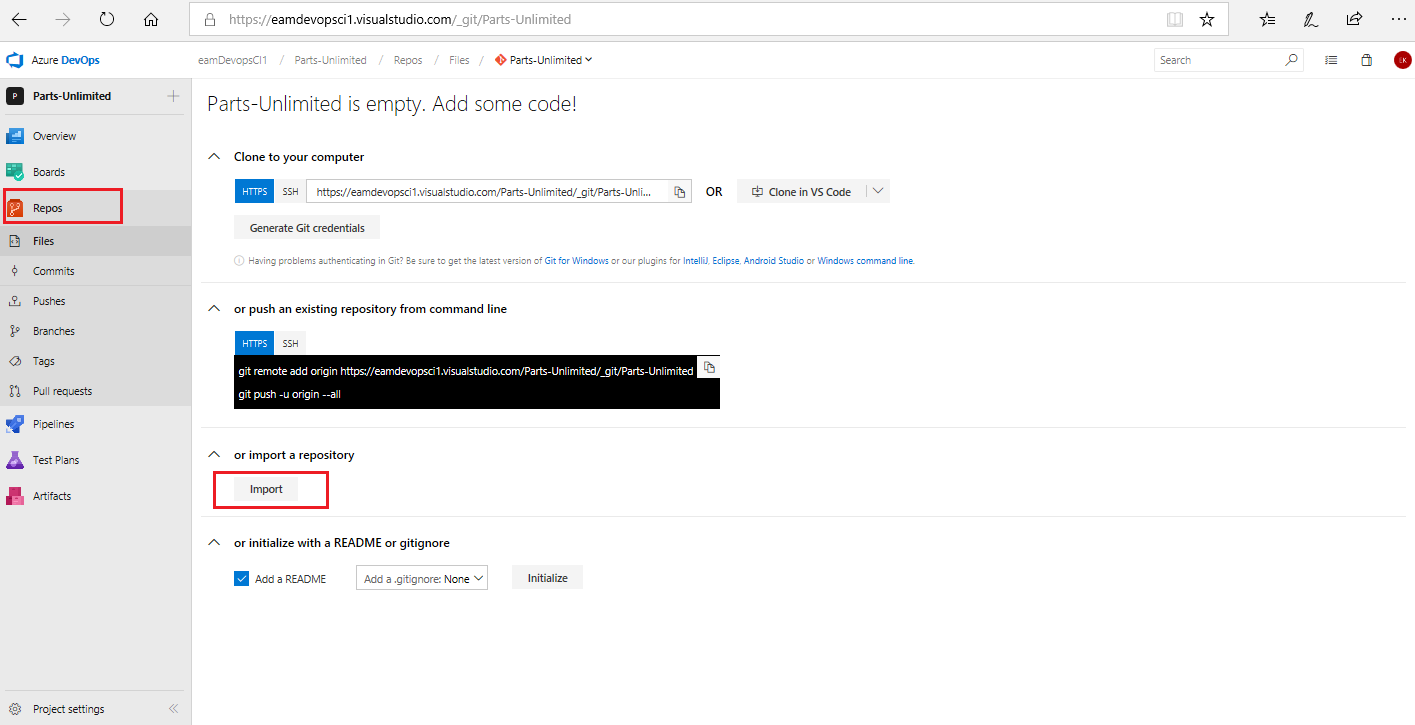 https://eamdevopsci1.visualstudio.com/_git/Parts-Unlimited
Azure DevOps
eamDevopsCI1 / Parts-Unlimited / Repos / Files / Parts-Unlimited
Search
EK
P Parts-Unlimited
Overview
Boards
Repos
Files
Commits
Pushes
Branches
Tags
Pull requests
Pipelines
Test Plans
Artifacts
Project settings
Parts-Unlimited is empty. Add some code!
Clone to your computer
HTTPS SSH https://eamdevopsci1.visualstudio.com/Parts-Unlimited/_git/Parts-Unli... OR Clone in VS Code
Generate Git credentials
Having problems authenticating in Git? Be sure to get the latest version of Git for Windows or our plugins for IntelliJ, Eclipse, Android Studio or Windows command line.
or push an existing repository from command line
HTTPS SSH
git remote add origin https://eamdevopsci1.visualstudio.com/Parts-Unlimited/_git/Parts-Unlimited
git push -u origin --all
or import a repository
Import
or initialize with a README or gitignore
Add a README Add a .gitignore: None Initialize